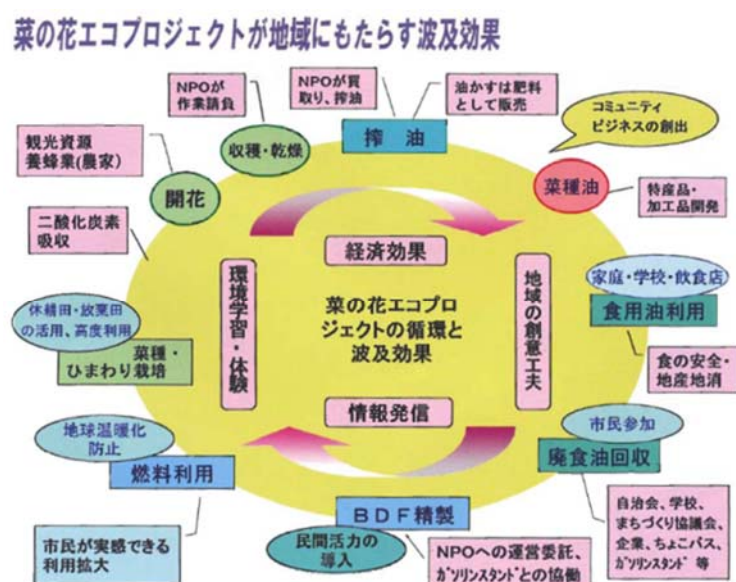 菜の花エコプロジェクトが地域にもたらす波及効果
NPOが
作業請負
NPOが買
取り、搾油
油かすは肥料
として販売
コミュニティ
ビジネスの創出
観光資源
養蜂業(農家)
収穫・乾燥
搾 油
開花
菜種油
特産品・
加工品開発
二酸化炭素
吸収
経済効果
環境学習・体験
菜の花エコプロ
ジェクトの循環と
波及効果
地域の創意工夫
情報発信
家庭・学校・飲食店
食用油利用
休耕田・放棄田
の活用、高度利用
菜種・
ひまわり栽培
食の安全・
地産地消
地球温暖化
防止
燃料利用
市民参加
廃食油回収
市民が実感できる
利用拡大
BDF精製
民間活力の
導入
NPOへの運営委託、
ガソリンスタンドとの協働
自治会、学校、
まちづくり協議会、
企業、ちょこバス、
ガソリンスタンド 等